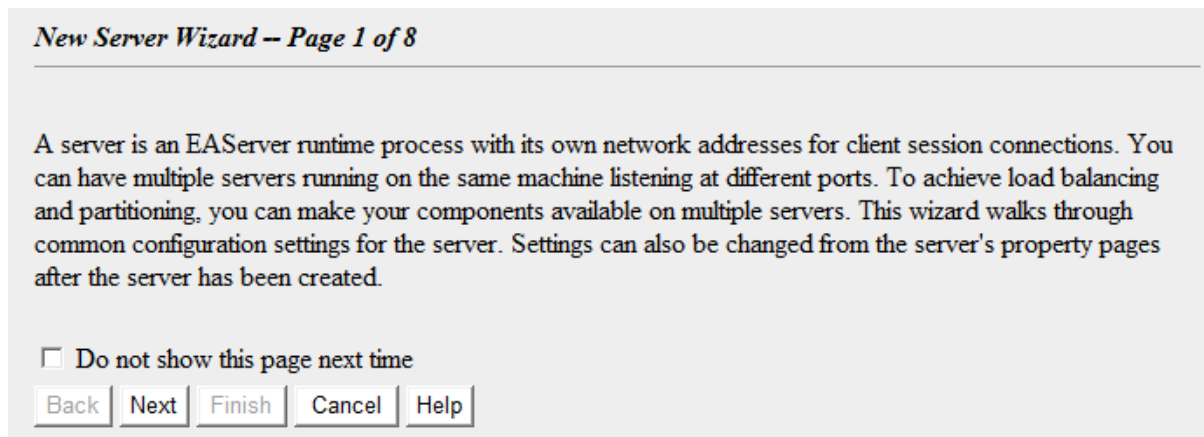 New Server Wizard -- Page 1 of 8
A server is an EAServer runtime process with its own network addresses for client session connections. You
can have multiple servers running on the same machine listening at different ports. To achieve load balancing
and partitioning, you can make your components available on multiple servers. This wizard walks through
common configuration settings for the server. Settings can also be changed from the server's property pages
after the server has been created.
Do not show this page next time
Back Next Finish Cancel Help